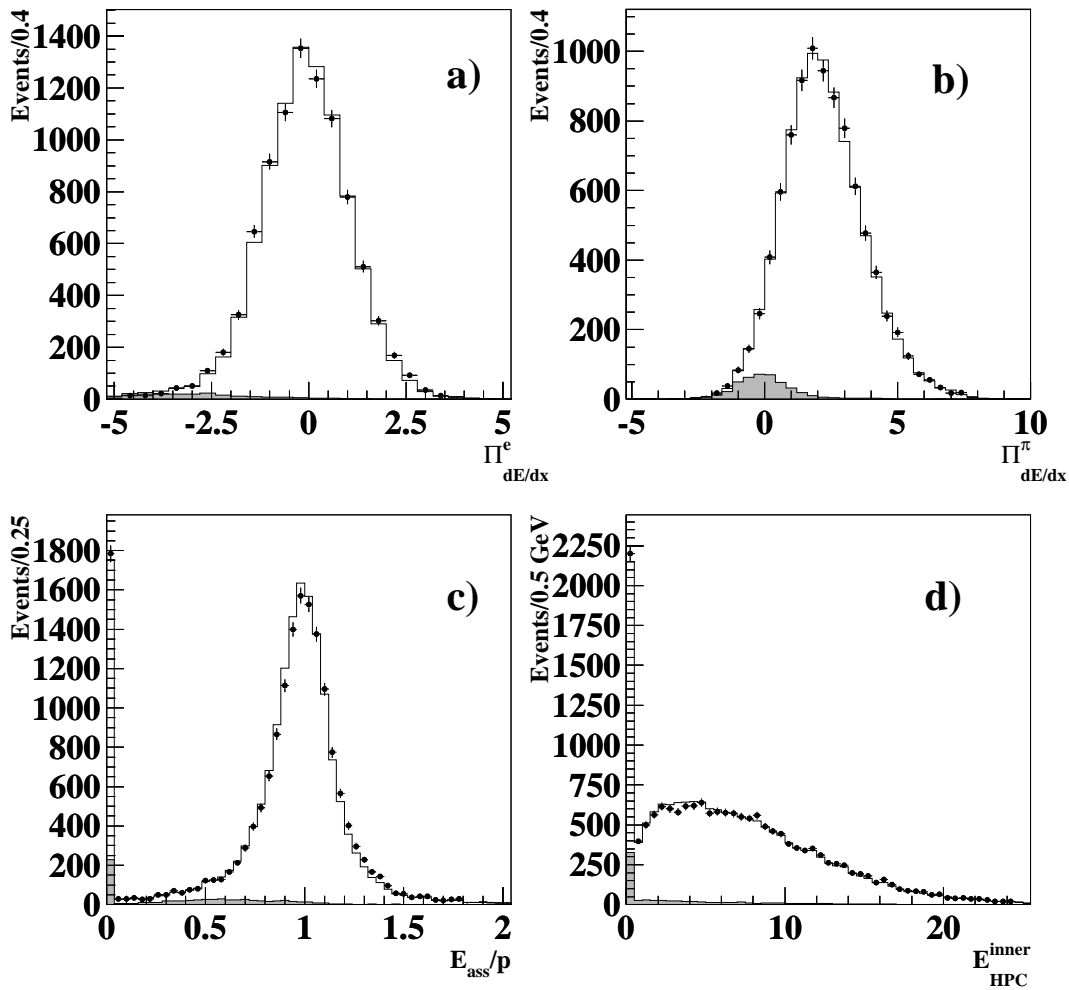 Events/0.4
1400
1200
1000
800
600
400
200
0
-5 -2.5 0 2.5 5
a)
Π^e_dE/dx
Events/0.4
1000
800
600
400
200
0
-5 0 5 10
b)
Π^π_dE/dx
Events/0.25
1800
1600
1400
1200
1000
800
600
400
200
0
0 0.5 1 1.5 2
c)
E_ass/p
Events/0.5 GeV
2250
2000
1750
1500
1250
1000
750
500
250
0
0 10 20
d)
E^inner_HPC